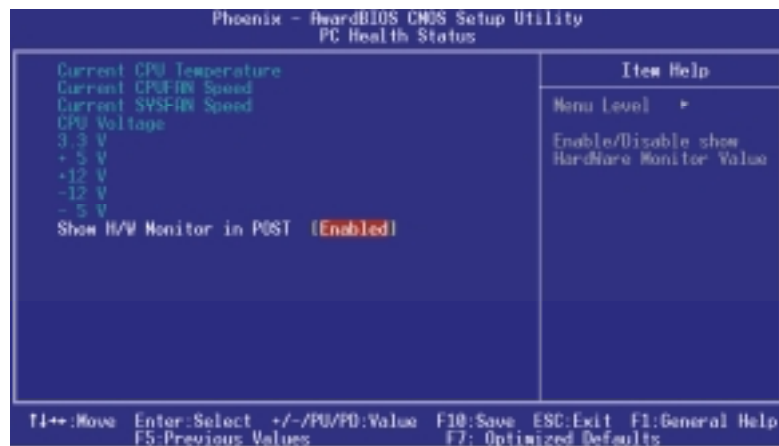 Phoenix - AwardBIOS CMOS Setup Utility
PC Health Status
Current CPU Temperature
Current CPUFAN Speed
Current SYSFAN Speed
CPU Voltage
3.3 V
+ 5 V
+12 V
-12 V
- 5 V
Show H/W Monitor in POST [Enabled]
Item Help
Menu Level ►
Enable/Disable show
HardWare Monitor Value
↑↓→←:Move Enter:Select +/-/PU/PD:Value F10:Save ESC:Exit F1:General Help
F5:Previous Values F7: Optimized Defaults